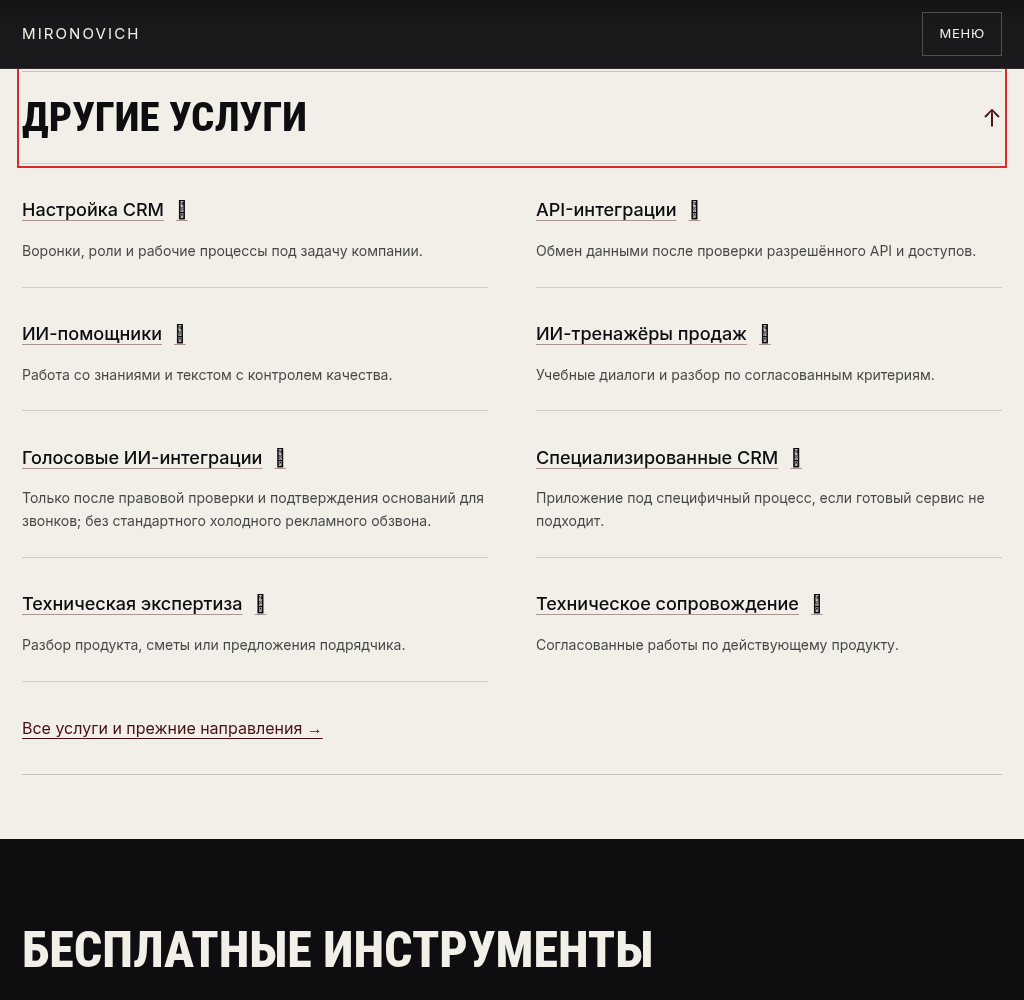 MIRONOVICH
МЕНЮ
ДРУГИЕ УСЛУГИ
Настройка CRM
Воронки, роли и рабочие процессы под задачу компании.
API-интеграции
Обмен данными после проверки разрешённого API и доступов.
ИИ-помощники
Работа со знаниями и текстом с контролем качества.
ИИ-тренажёры продаж
Учебные диалоги и разбор по согласованным критериям.
Голосовые ИИ-интеграции
Только после правовой проверки и подтверждения оснований для
звонков; без стандартного холодного рекламного обзвона.
Специализированные CRM
Приложение под специфичный процесс, если готовый сервис не
подходит.
Техническая экспертиза
Разбор продукта, сметы или предложения подрядчика.
Техническое сопровождение
Согласованные работы по действующему продукту.
Все услуги и прежние направления →
БЕСПЛАТНЫЕ ИНСТРУМЕНТЫ